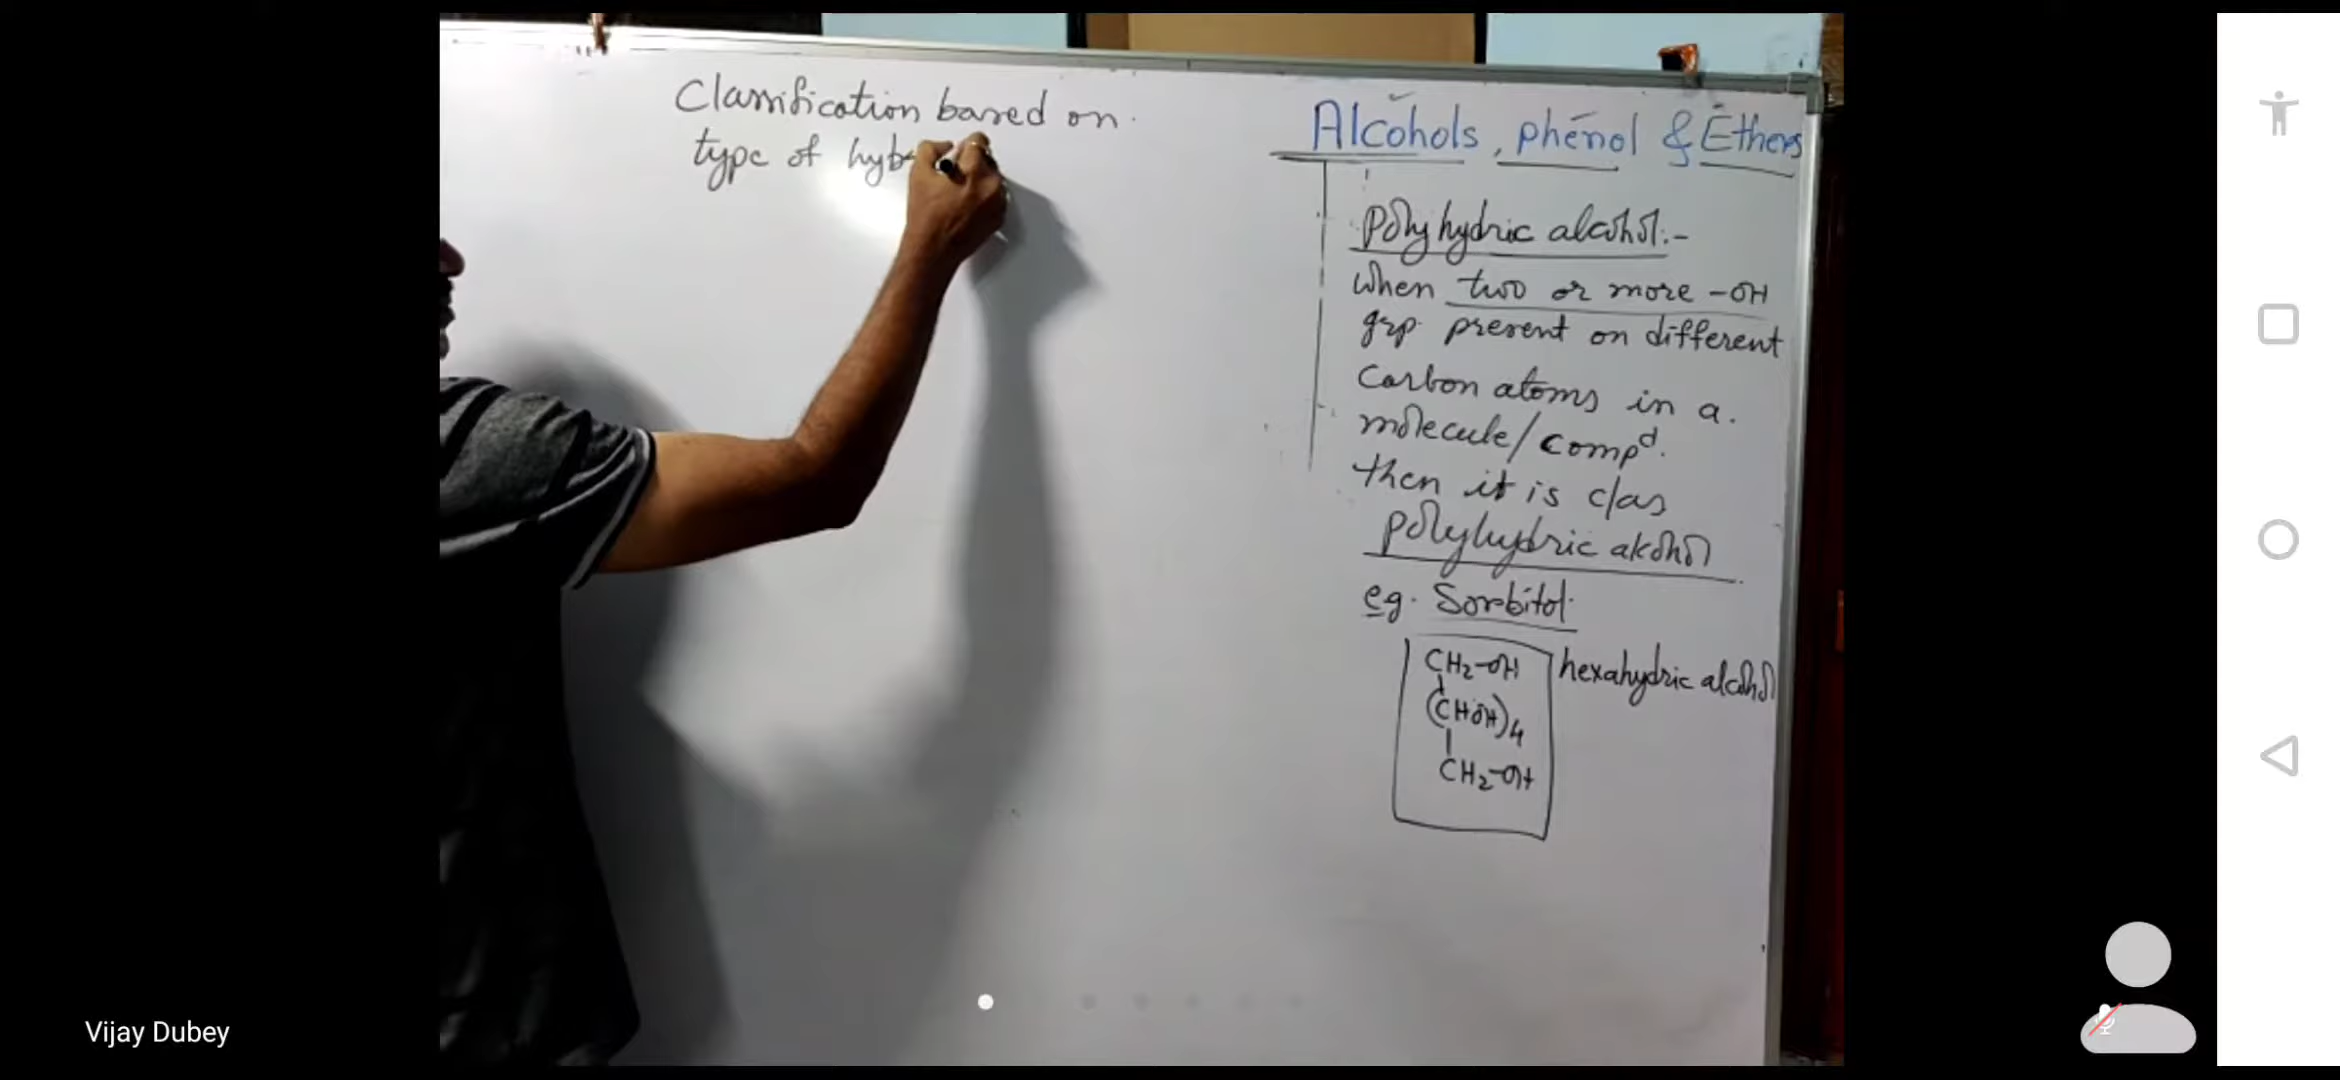 Classification based on
type of hyb
Alcohols, phenol & Ethers
polyhydric alcohol:-
When two or more -OH
grp. present on different
Carbon atoms in a.
molecule/compd.
then it is clas
polyhydric alcohol
eg. Sorbitol.
CH2-OH
(CHOH)4
CH2-OH
hexahydric alcohol
Vijay Dubey